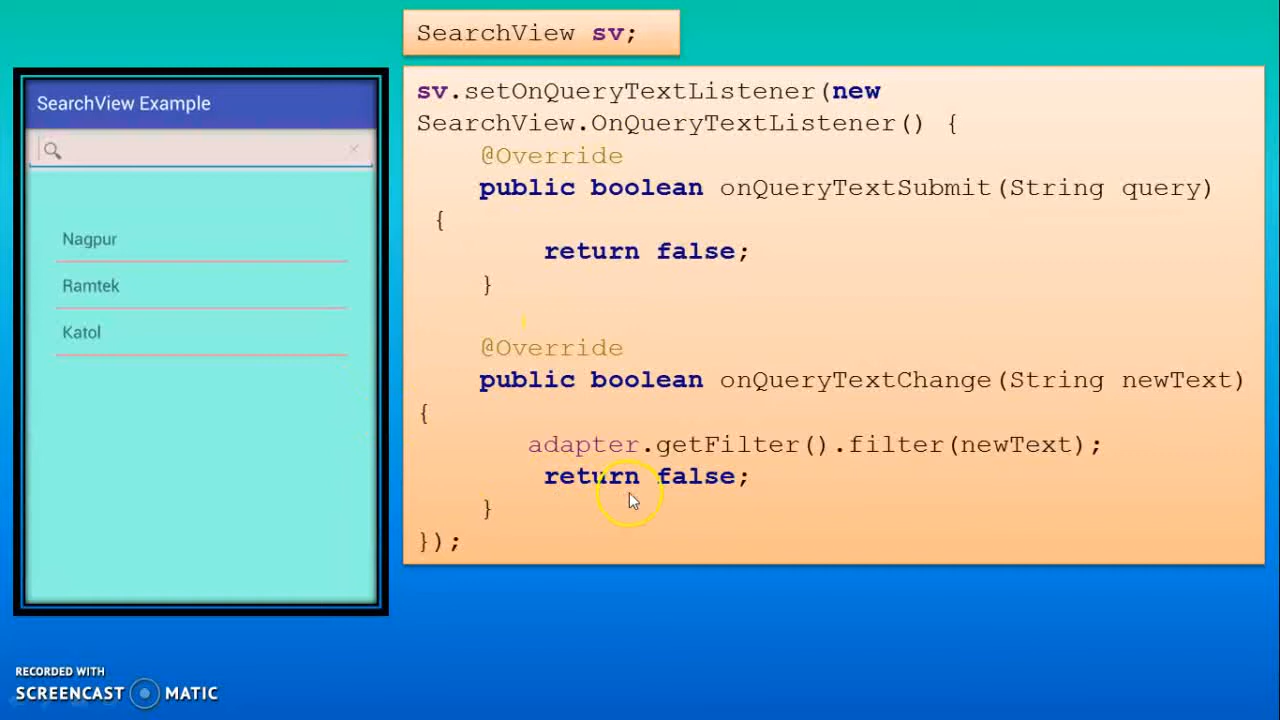 SearchView sv;
SearchView Example
Nagpur
Ramtek
Katol
sv.setOnQueryTextListener(new
SearchView.OnQueryTextListener() {
@Override
public boolean onQueryTextSubmit(String query)
{
return false;
}
@Override
public boolean onQueryTextChange(String newText)
{
adapter.getFilter().filter(newText);
return false;
}
});
RECORDED WITH
SCREENCAST MATIC